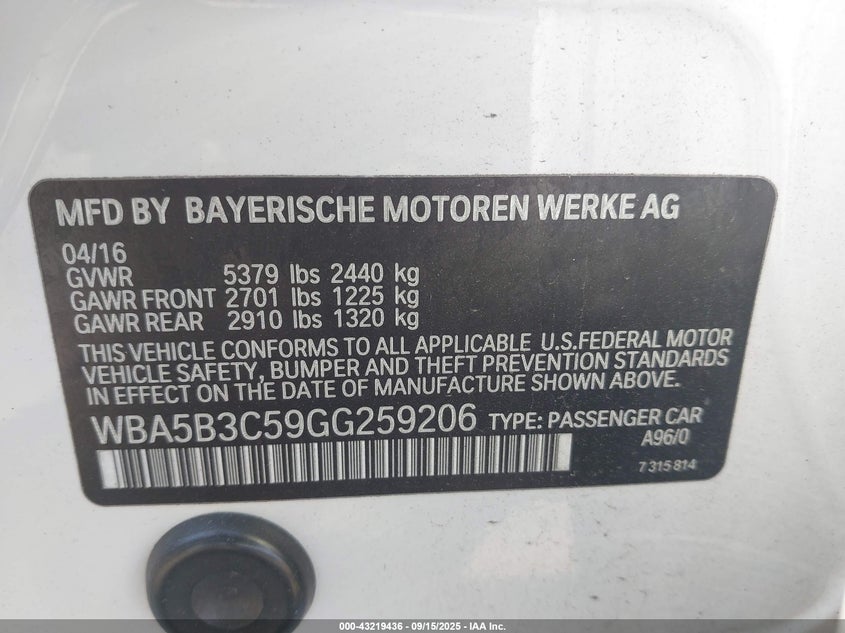 MFD BY BAYERISCHE MOTOREN WERKE AG
04/16
GVWR 5379 lbs 2440 kg
GAWR FRONT 2701 lbs 1225 kg
GAWR REAR 2910 lbs 1320 kg
THIS VEHICLE CONFORMS TO ALL APPLICABLE U.S.FEDERAL MOTOR
VEHICLE SAFETY, BUMPER AND THEFT PREVENTION STANDARDS
IN EFFECT ON THE DATE OF MANUFACTURE SHOWN ABOVE.
WBA5B3C59GG259206 TYPE: PASSENGER CAR
A96/0
7 315 814
000-43219436 - 09/15/2025 - IAA Inc.